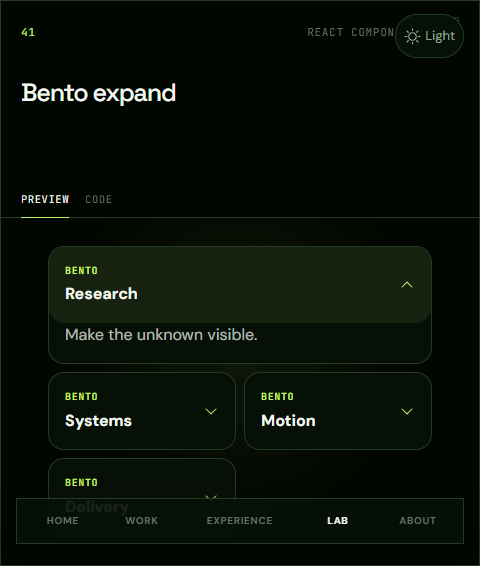 41
REACT COMPON
Light
Bento expand
PREVIEW CODE
BENTO
Research
Make the unknown visible.
BENTO
Systems
BENTO
Motion
BENTO
Delivery
HOME WORK EXPERIENCE LAB ABOUT